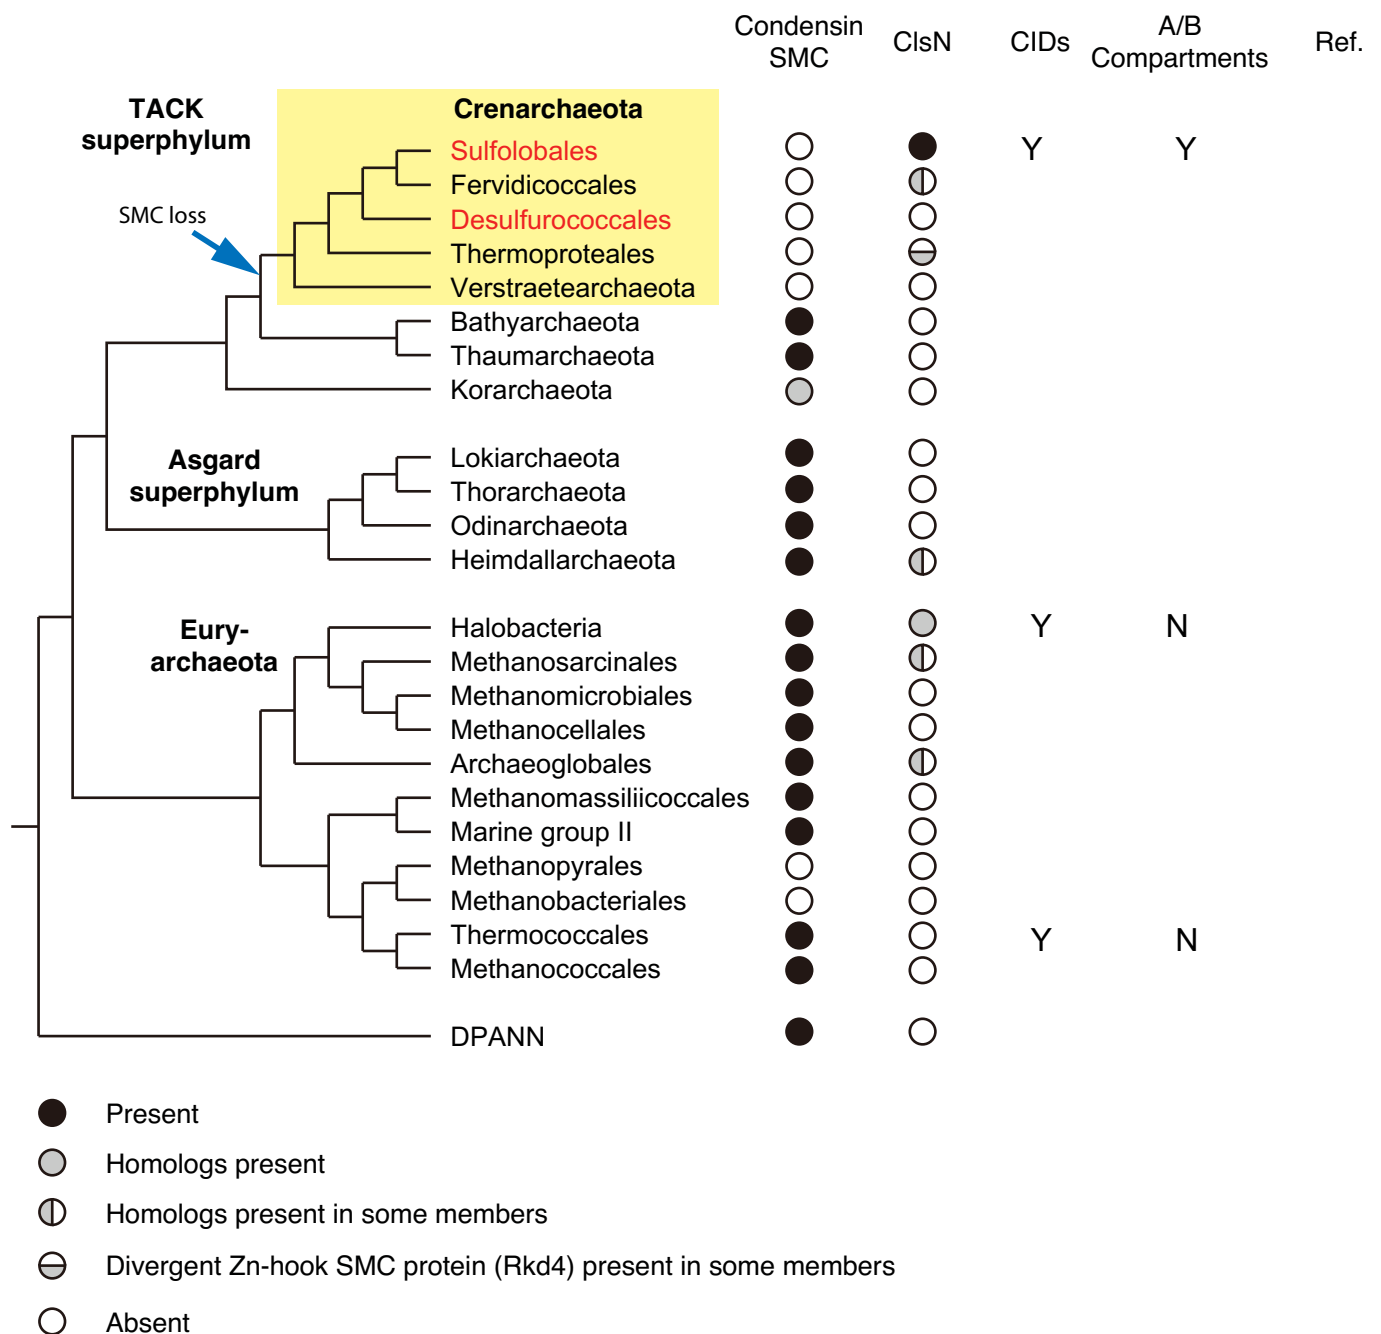 Condensin
SMC
ClsN
CIDs
A/B
Compartments
Ref.
TACK
superphylum
Crenarchaeota
Sulfolobales
Y
Y
Fervidicoccales
SMC loss
Desulfurococcales
Thermoproteales
Verstraetearchaeota
Bathyarchaeota
Thaumarchaeota
Korarchaeota
Asgard
superphylum
Lokiarchaeota
Thorarchaeota
Odinarchaeota
Heimdallarchaeota
Eury-
archaeota
Halobacteria
Y
N
Methanosarcinales
Methanomicrobiales
Methanocellales
Archaeoglobales
Methanomassiliicoccales
Marine group II
Methanopyrales
Methanobacteriales
Thermococcales
Y
N
Methanococcales
DPANN
Present
Homologs present
Homologs present in some members
Divergent Zn-hook SMC protein (Rkd4) present in some members
Absent